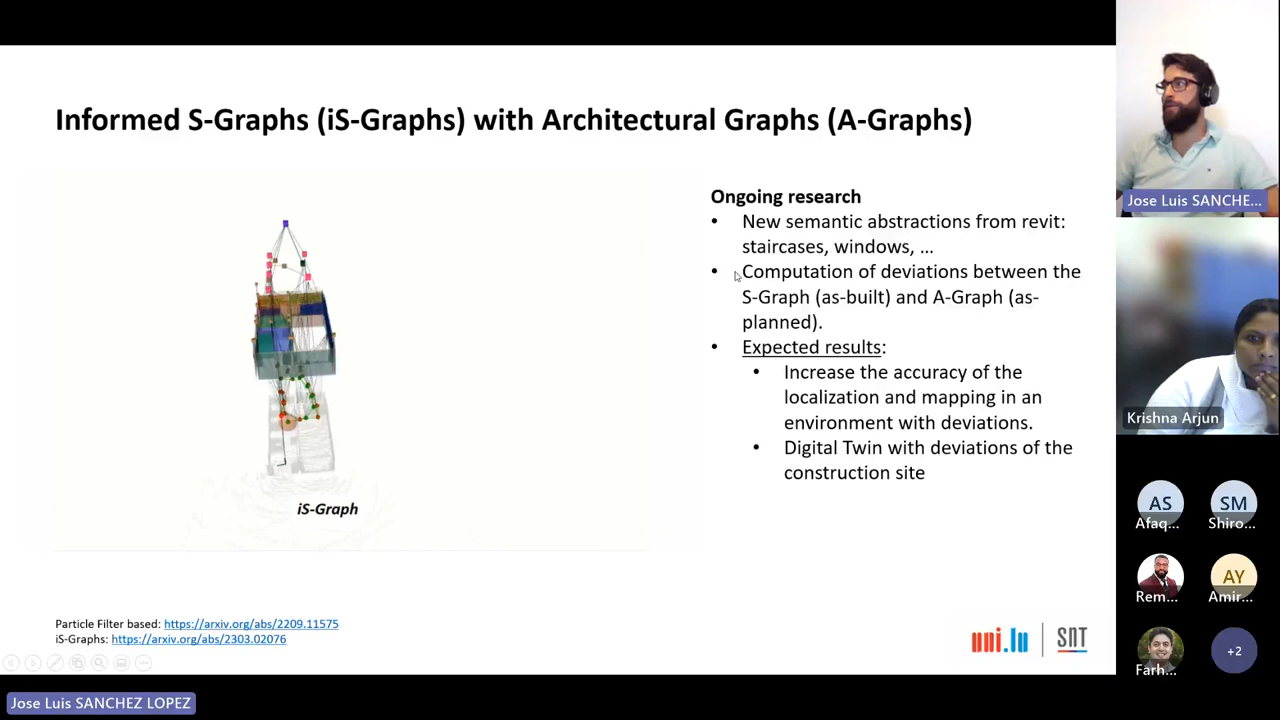 Informed S-Graphs (iS-Graphs) with Architectural Graphs (A-Graphs)
Ongoing research
• New semantic abstractions from revit:
staircases, windows, ...
• Computation of deviations between the
S-Graph (as-built) and A-Graph (as-
planned).
• Expected results:
• Increase the accuracy of the
localization and mapping in an
environment with deviations.
• Digital Twin with deviations of the
construction site
iS-Graph
Particle Filter based: https://arxiv.org/abs/2209.11575
iS-Graphs: https://arxiv.org/abs/2303.02076
uni.lu
SNT
Jose Luis SANCHE...
Krishna Arjun
AS
SM
Afaq...
Shiro...
AY
Rem...
Amir...
+2
Farh...
Jose Luis SANCHEZ LOPEZ